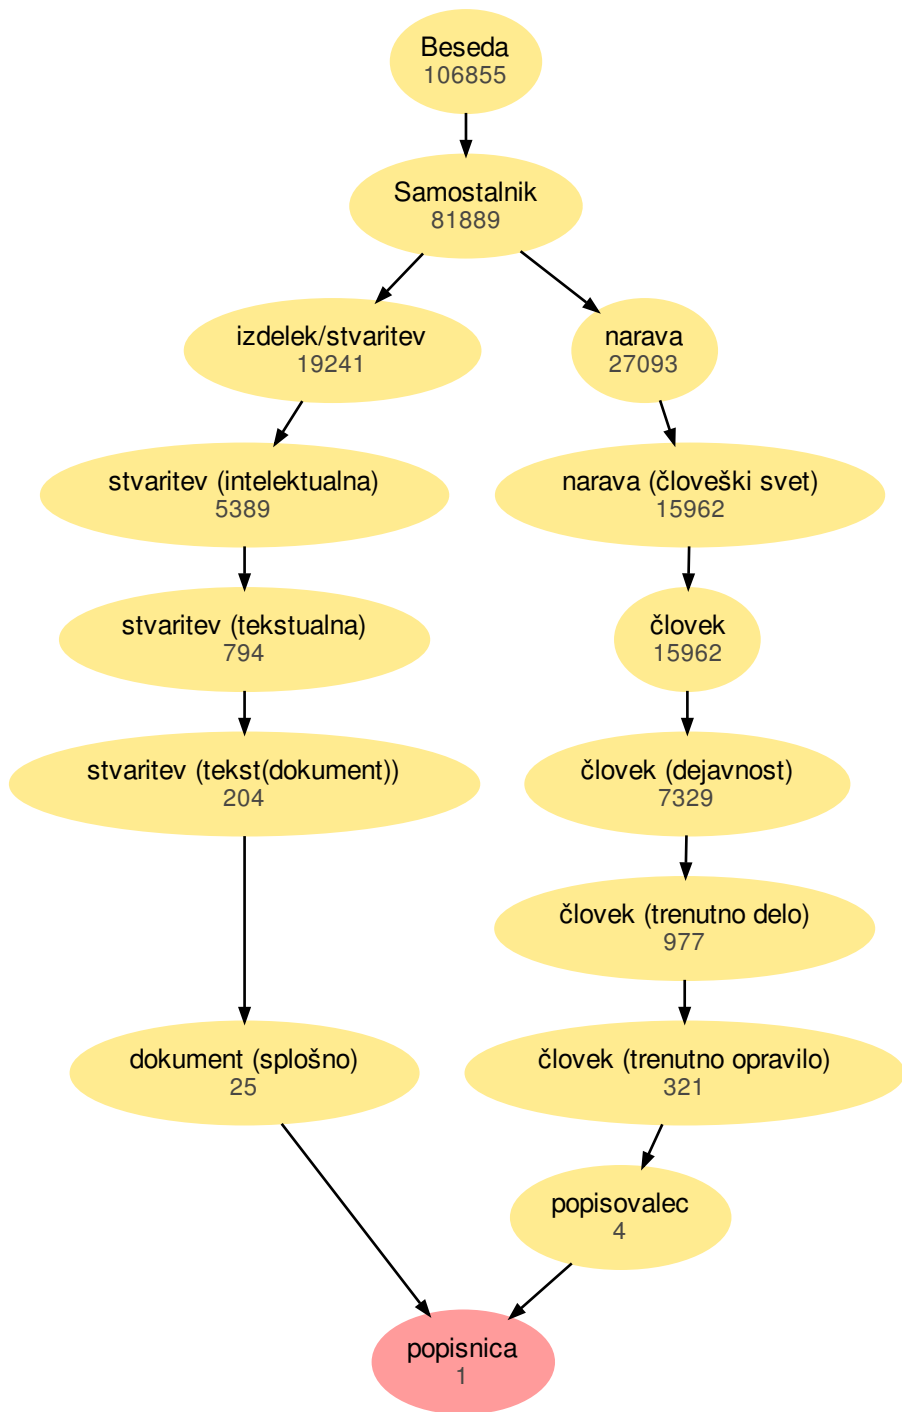 Beseda
106855
Samostalnik
81889
izdelek/stvaritev
19241
narava
27093
stvaritev (intelektualna)
5389
narava (človeški svet)
15962
stvaritev (tekstualna)
794
človek
15962
stvaritev (tekst(dokument))
204
človek (dejavnost)
7329
človek (trenutno delo)
977
dokument (splošno)
25
človek (trenutno opravilo)
321
popisovalec
4
popisnica
1